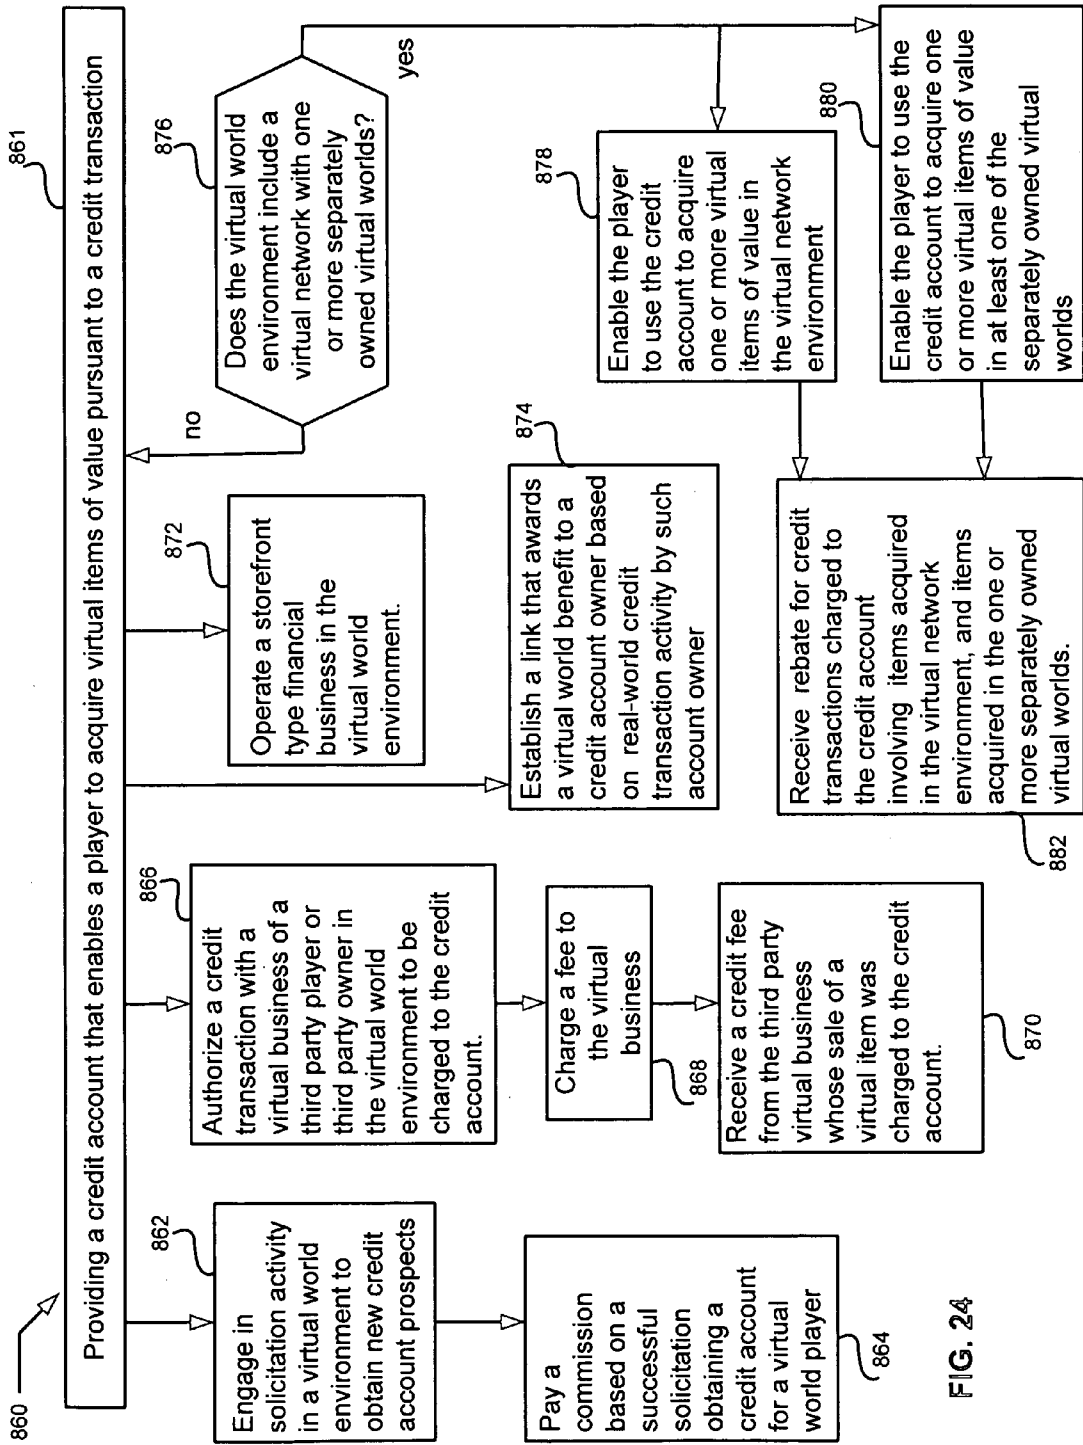 860
861
Providing a credit account that enables a player to acquire virtual items of value pursuant to a credit transaction
862
Engage in
solicitation activity
in a virtual world
environment to
obtain new credit
account prospects
Pay a
commission
based on a
successful
solicitation
obtaining a
credit account
for a virtual
world player
864
866
Authorize a credit
transaction with a
virtual business of a
third party player or
third party owner in
the virtual world
environment to be
charged to the credit
account.
Charge a fee to
the virtual
business
868
Receive a credit fee
from the third party
virtual business
whose sale of a
virtual item was
charged to the credit
account.
870
872
Operate a storefront
type financial
business in the
virtual world
environment.
874
Establish a link that awards
a virtual world benefit to a
credit account owner based
on real-world credit
transaction activity by such
account owner
876
Does the virtual world
environment include a
virtual network with one
or more separately
owned virtual worlds?
no
yes
878
Enable the player
to use the credit
account to acquire
one or more virtual
items of value in
the virtual network
environment
880
Enable the player to use the
credit account to acquire one
or more virtual items of value
in at least one of the
separately owned virtual
worlds
Receive rebate for credit
transactions charged to
the credit account
involving items acquired
in the virtual network
environment, and items
acquired in the one or
more separately owned
virtual worlds.
882
FIG. 24